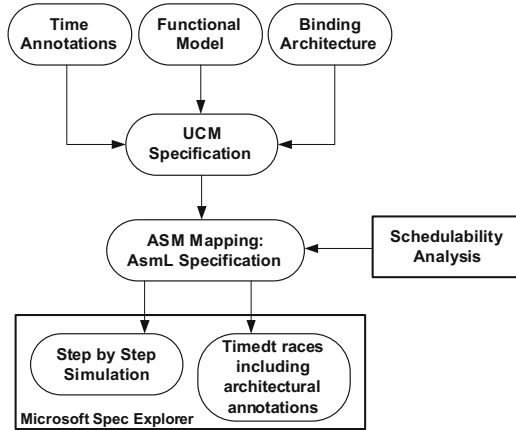 Time
Annotations
Functional
Model
Binding
Architecture
UCM
Specification
ASM Mapping:
AsmL Specification
Schedulability
Analysis
Step by Step
Simulation
Timedt races
including
architectural
annotations
Microsoft Spec Explorer